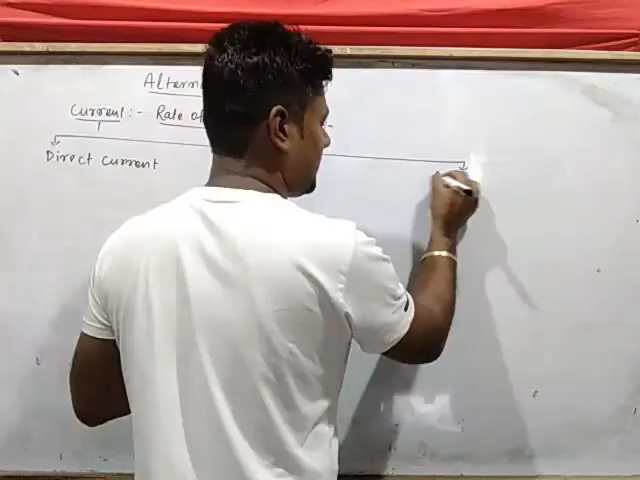 Altern
Current :- Rate of
Direct current